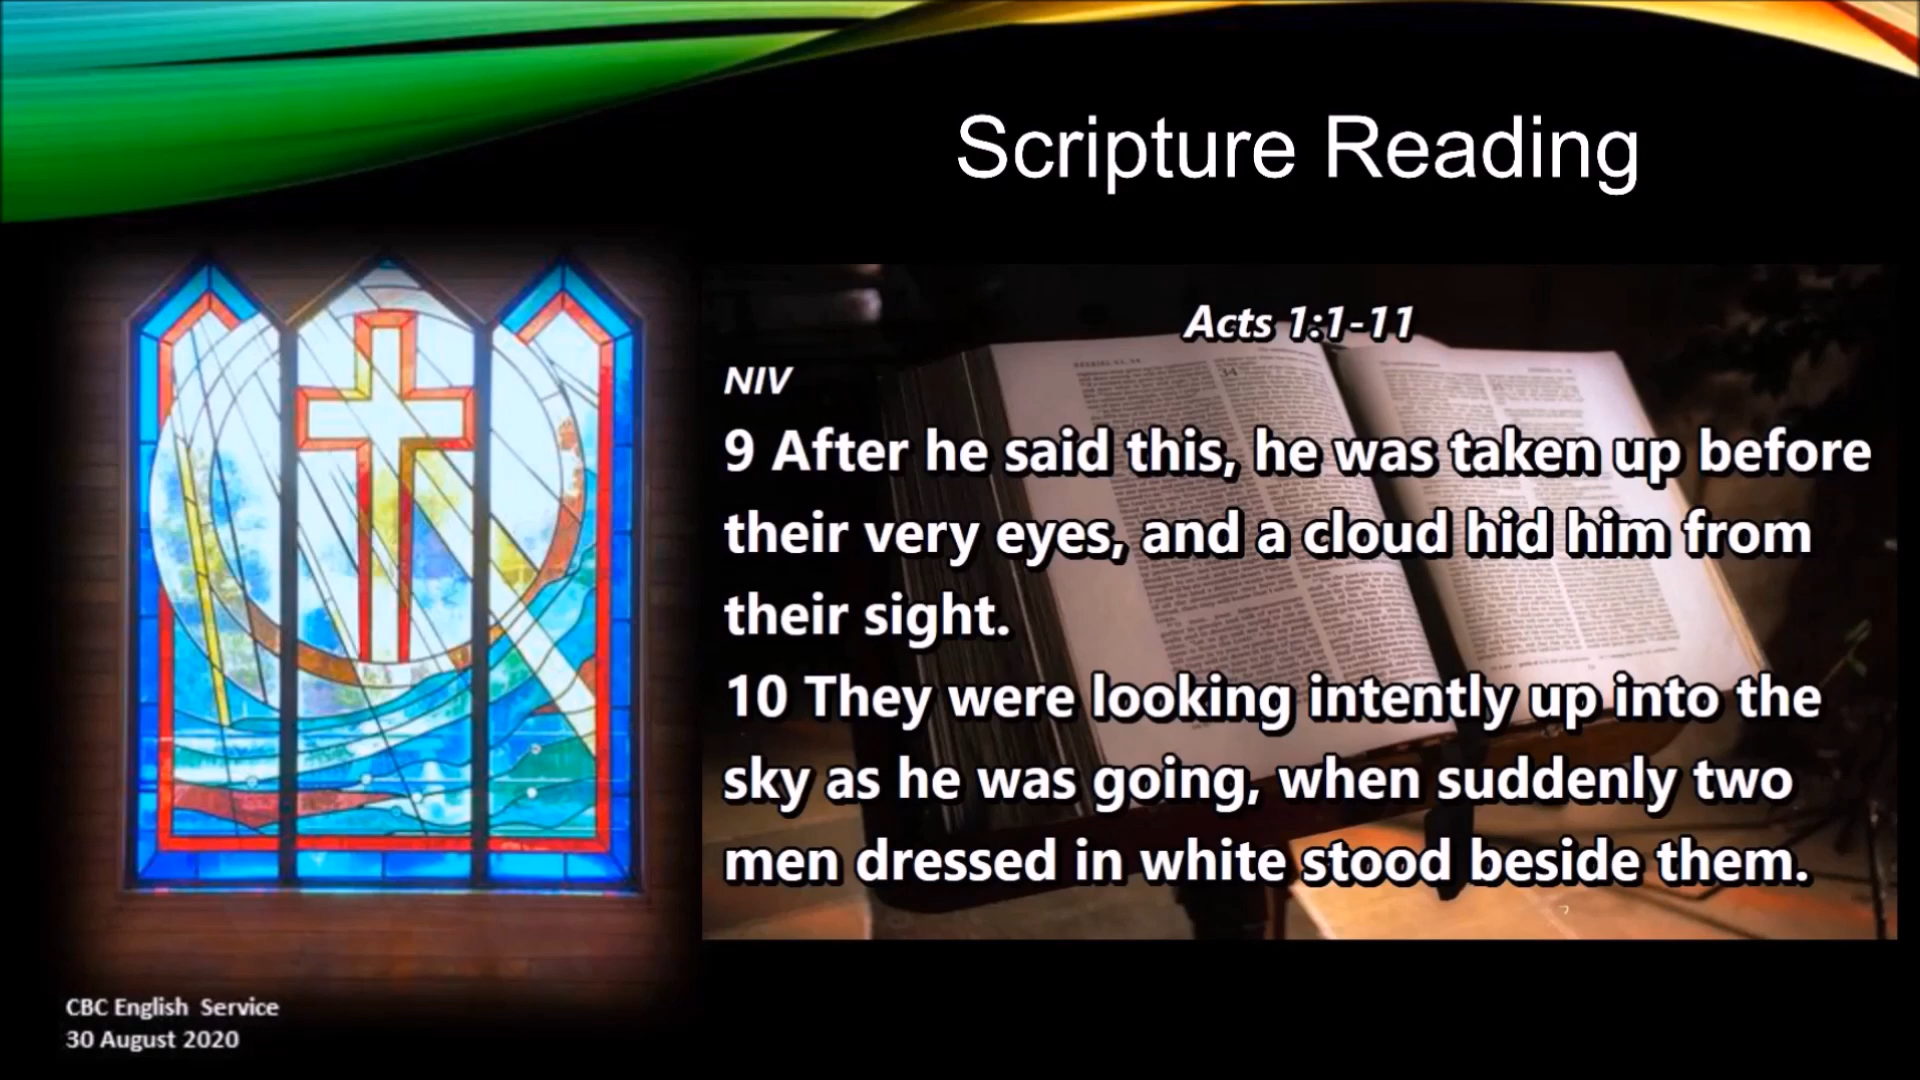 Scripture Reading
Acts 1:1-11
NIV
9 After he said this, he was taken up before
their very eyes, and a cloud hid him from
their sight.
10 They were looking intently up into the
sky as he was going, when suddenly two
men dressed in white stood beside them.
CBC English Service
30 August 2020